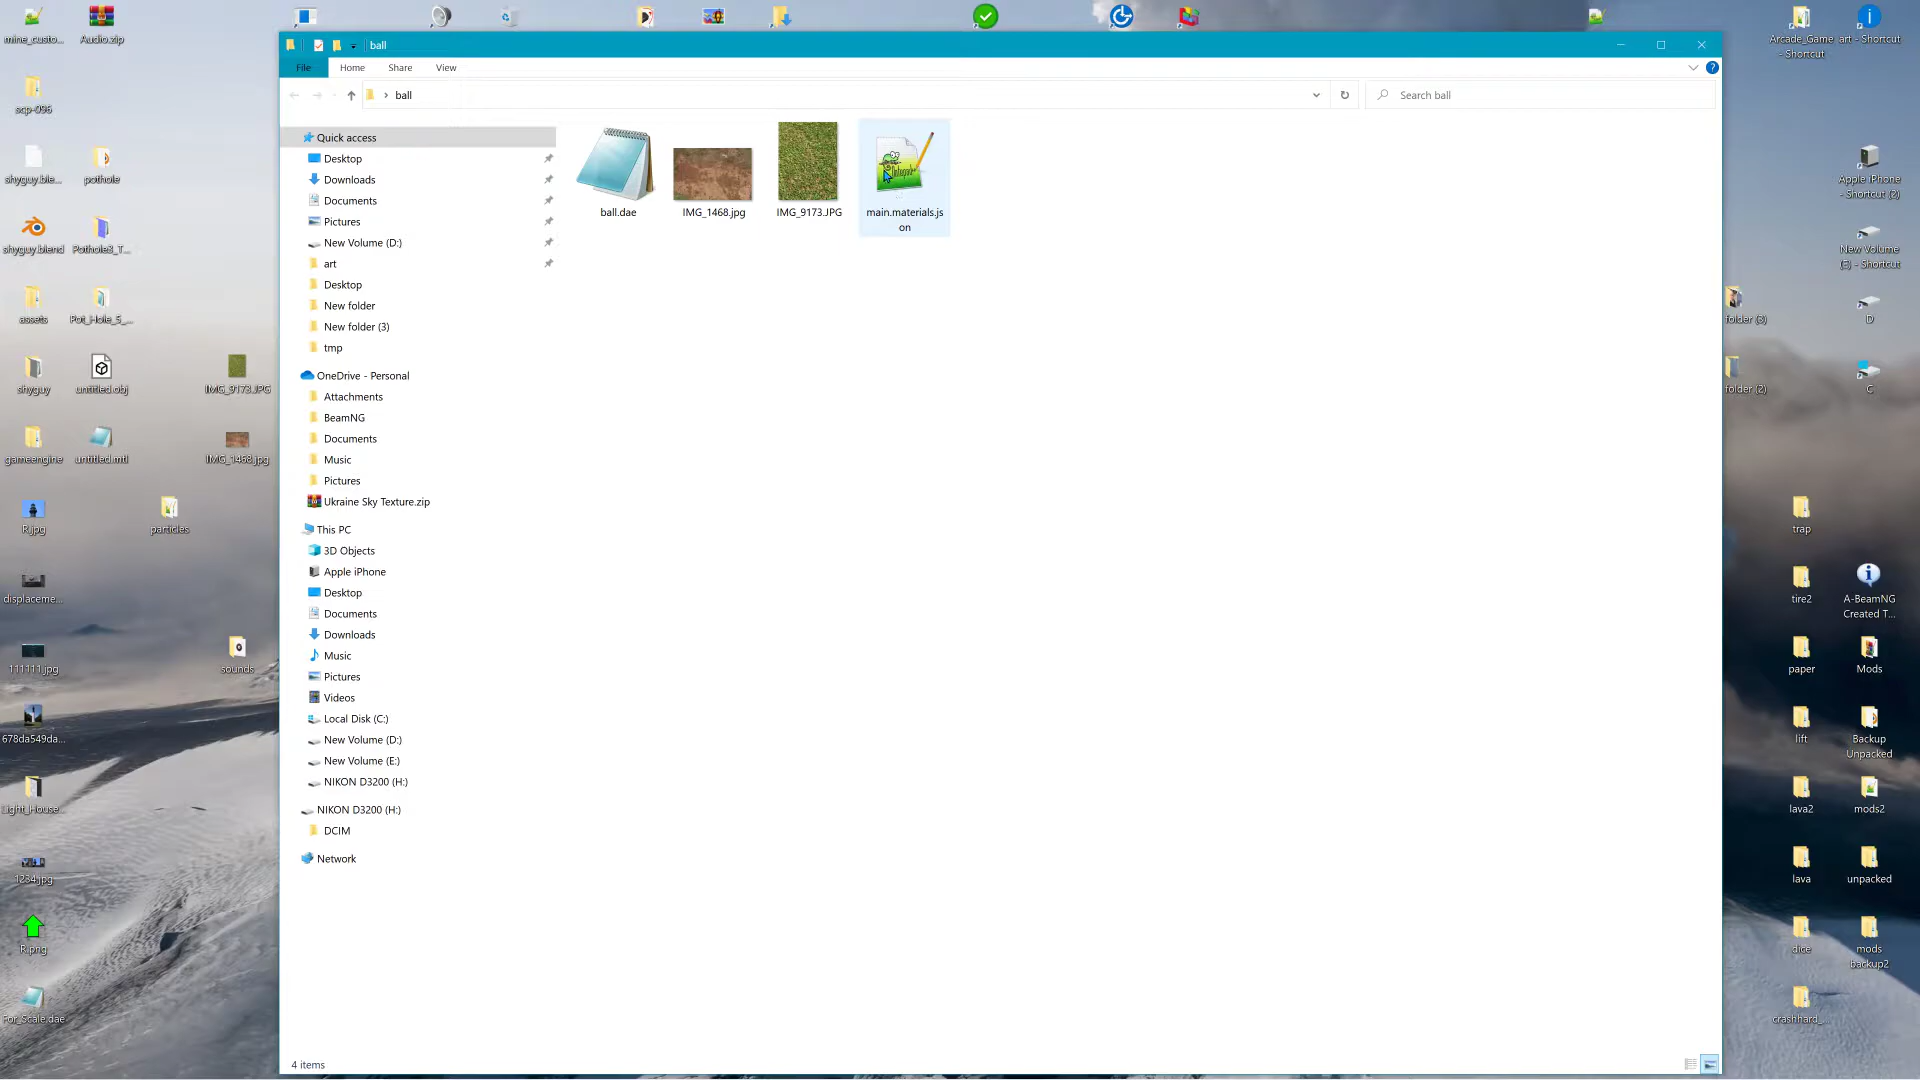 mine_custo...
Audio.zip
Arcade_Game
- Shortcut
art - Shortcut
ball
File
Home
Share
View
ball
Search ball
scp-096
shyguy.ble...
pothole
shyguy.blend
Pothole3_T...
assets
Pot_Hole_5_...
shyguy
untitled.obj
IMG_9173.JPG
gameengine
untitled.mtl
IMG_1468.jpg
R.jpg
particles
displaceme...
111111.jpg
sounds
678da549da...
Light_House...
1234.jpg
R.png
For_Scale.dae
Quick access
Desktop
Downloads
Documents
Pictures
New Volume (D:)
art
Desktop
New folder
New folder (3)
tmp
OneDrive - Personal
Attachments
BeamNG
Documents
Music
Pictures
Ukraine Sky Texture.zip
This PC
3D Objects
Apple iPhone
Desktop
Documents
Downloads
Music
Pictures
Videos
Local Disk (C:)
New Volume (D:)
New Volume (E:)
NIKON D3200 (H:)
NIKON D3200 (H:)
DCIM
Network
ball.dae
IMG_1468.jpg
IMG_9173.JPG
main.materials.js
on
4 items
Apple iPhone
- Shortcut (2)
New Volume
(E) - Shortcut
folder (3)
D
folder (2)
C
trap
tire2
A-BeamNG
Created T...
paper
Mods
lift
Backup
Unpacked
lava2
mods2
lava
unpacked
dice
mods
backup2
crashhard_...